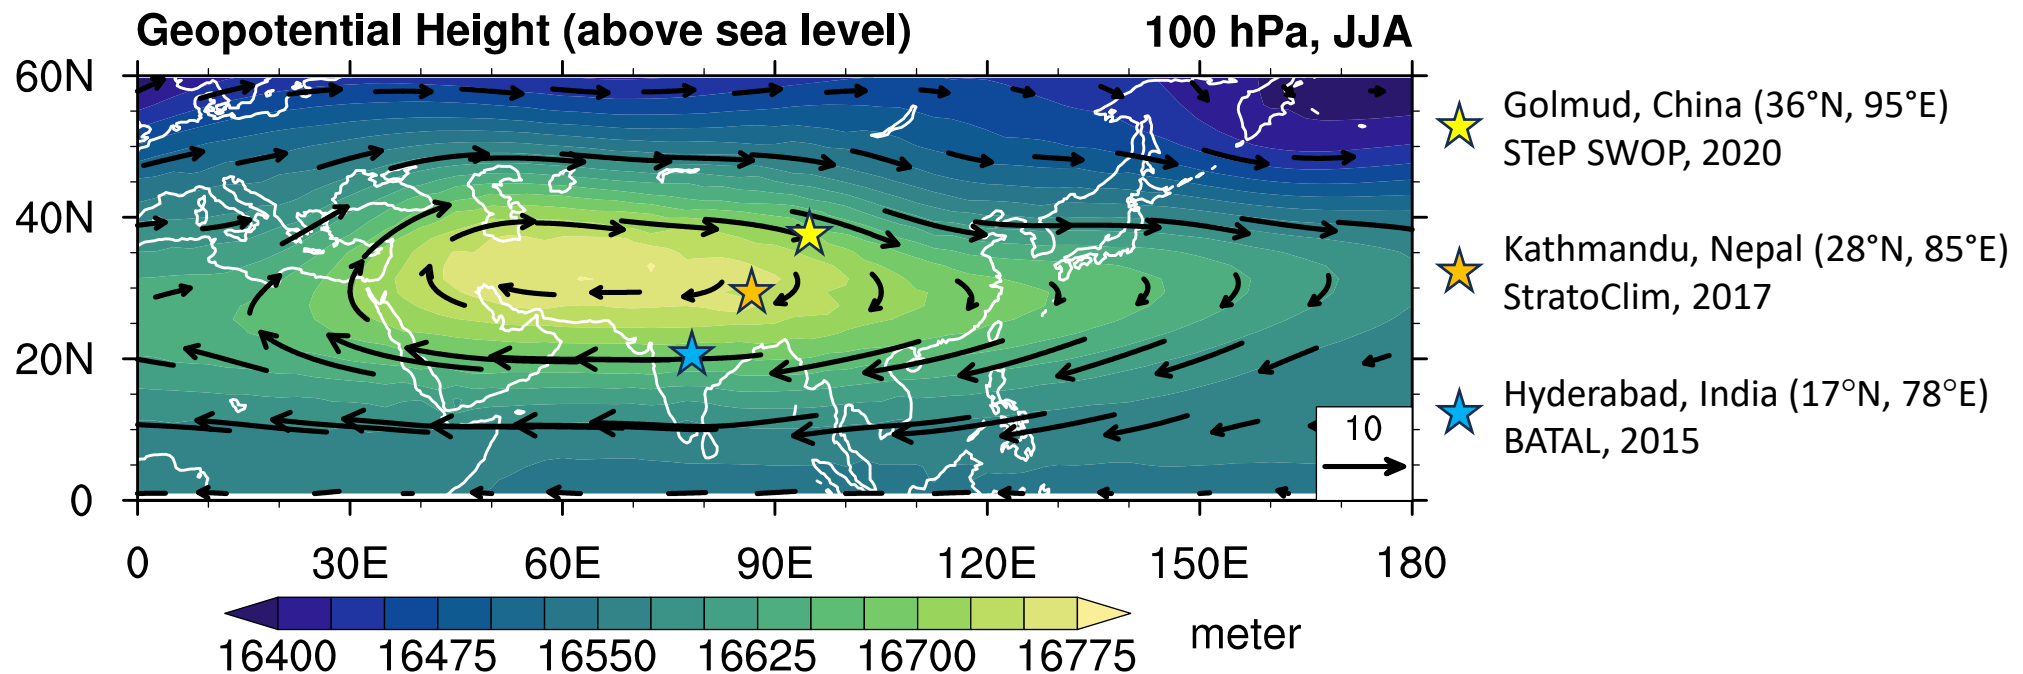 Geopotential Height (above sea level) 100 hPa, JJA
60N
40N
20N
0
0 30E 60E 90E 120E 150E 180
10
16400 16475 16550 16625 16700 16775
meter
Golmud, China (36°N, 95°E)
STeP SWOP, 2020
Kathmandu, Nepal (28°N, 85°E)
StratoClim, 2017
Hyderabad, India (17°N, 78°E)
BATAL, 2015